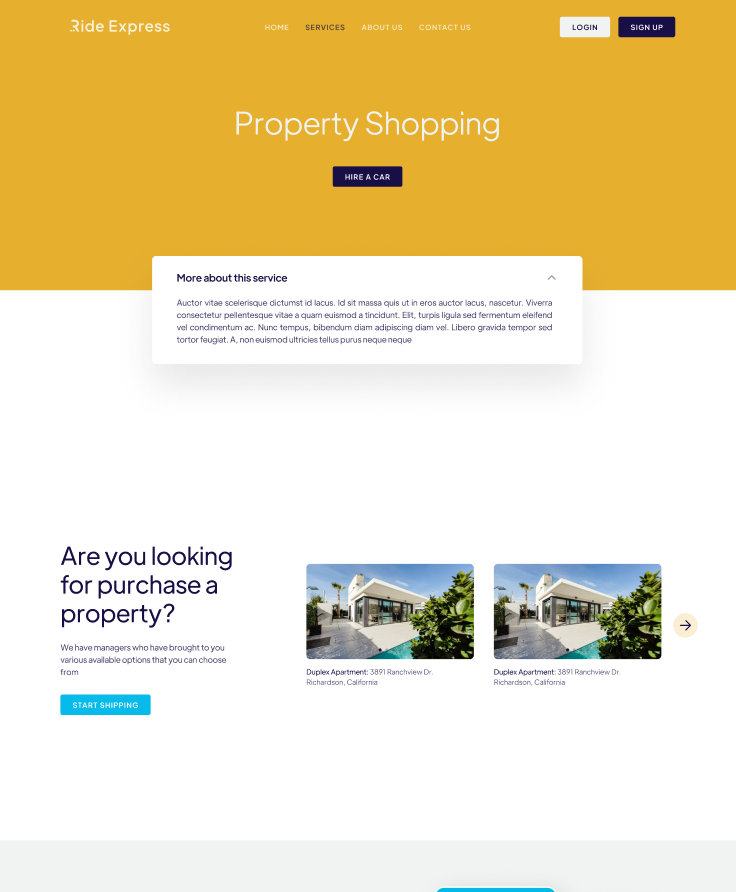 Ride Express
HOME SERVICES ABOUT US CONTACT US
LOGIN SIGN UP
Property Shopping
HIRE A CAR
More about this service
Auctor vitae scelerisque dictumst id lacus. Id sit massa quis ut in eros auctor lacus, nascetur. Viverra
consectetur pellentesque vitae a quam euismod a tincidunt. Elit, turpis ligula sed fermentum eleifend
vel condimentum ac. Nunc tempus, bibendum diam adipiscing diam vel. Libero gravida tempor sed
tortor feugiat. A, non euismod ultricies tellus purus neque neque
Are you looking
for purchase a
property?
We have managers who have brought to you
various available options that you can choose
from
START SHIPPING
Duplex Apartment: 3891 Ranchview Dr.
Richardson, California
Duplex Apartment: 3891 Ranchview Dr.
Richardson, California